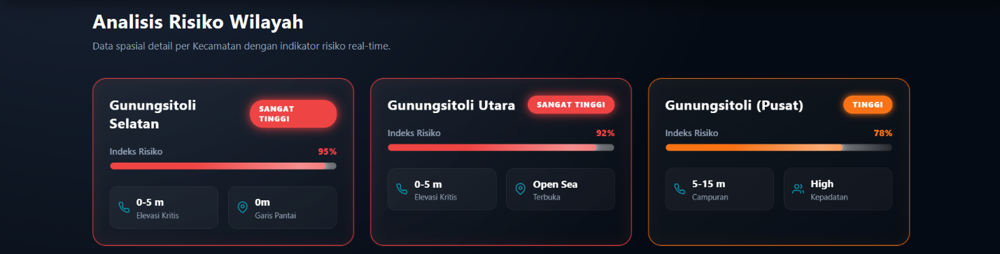 Analisis Risiko Wilayah
Data spasial detail per Kecamatan dengan indikator risiko real-time.
Gunungsitoli
Selatan
SANGAT
TINGGI
Indeks Risiko
95%
0-5 m
Elevasi Kritis
0m
Garis Pantai
Gunungsitoli Utara
SANGAT TINGGI
Indeks Risiko
92%
0-5 m
Elevasi Kritis
Open Sea
Terbuka
Gunungsitoli (Pusat)
TINGGI
Indeks Risiko
78%
5-15 m
Campuran
High
Kepadatan